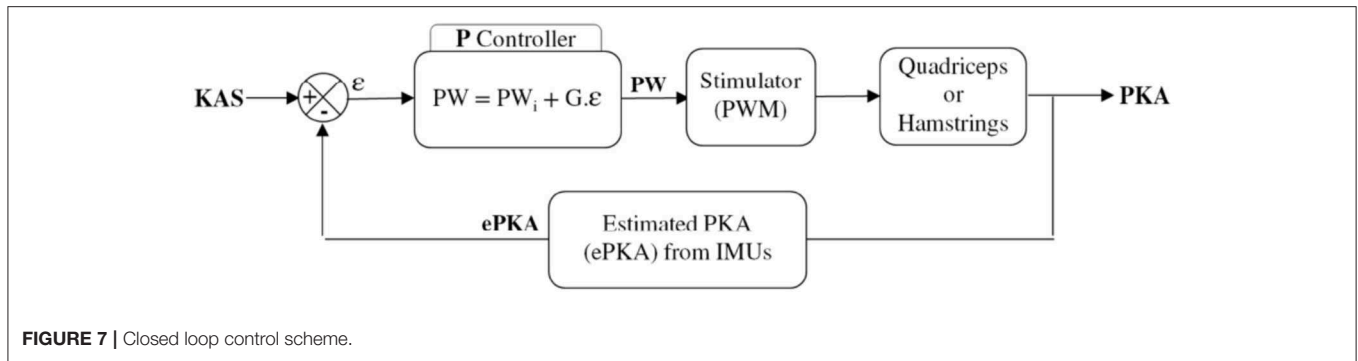 P Controller
KAS
+
-
ε
PW = PWi + G.ε
PW
Stimulator
(PWM)
Quadriceps
or
Hamstrings
PKA
ePKA
Estimated PKA
(ePKA) from IMUs
FIGURE 7 | Closed loop control scheme.